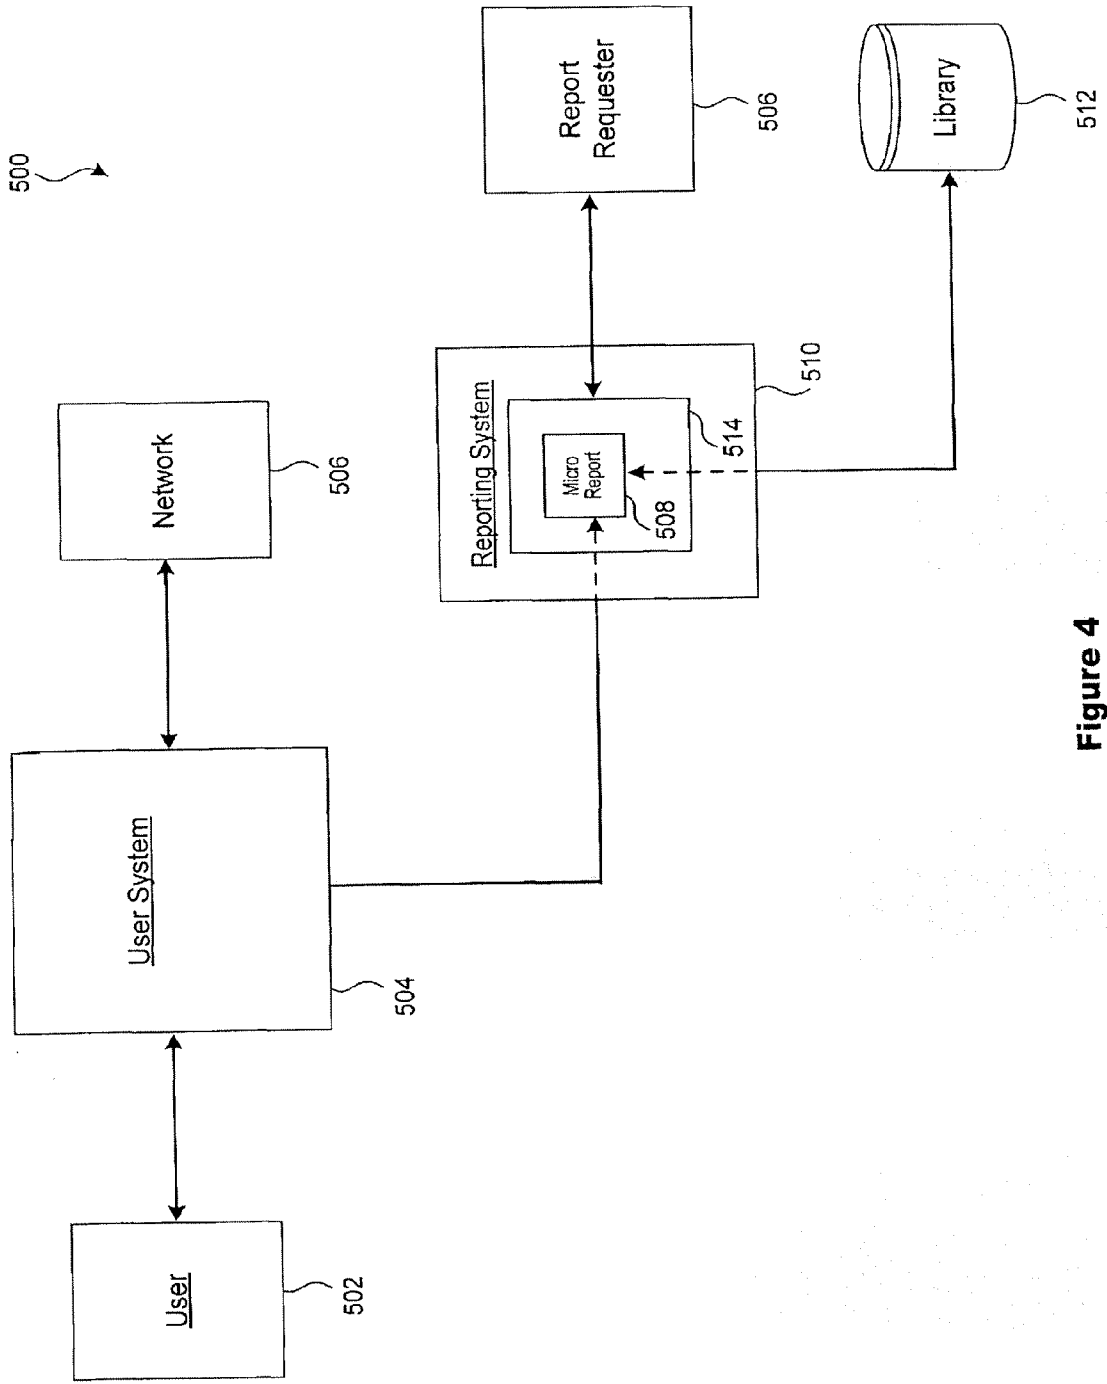 500
User
502
User System
504
Network
506
Reporting System
Micro
Report
508
514
510
Report
Requester
506
Library
512
Figure 4